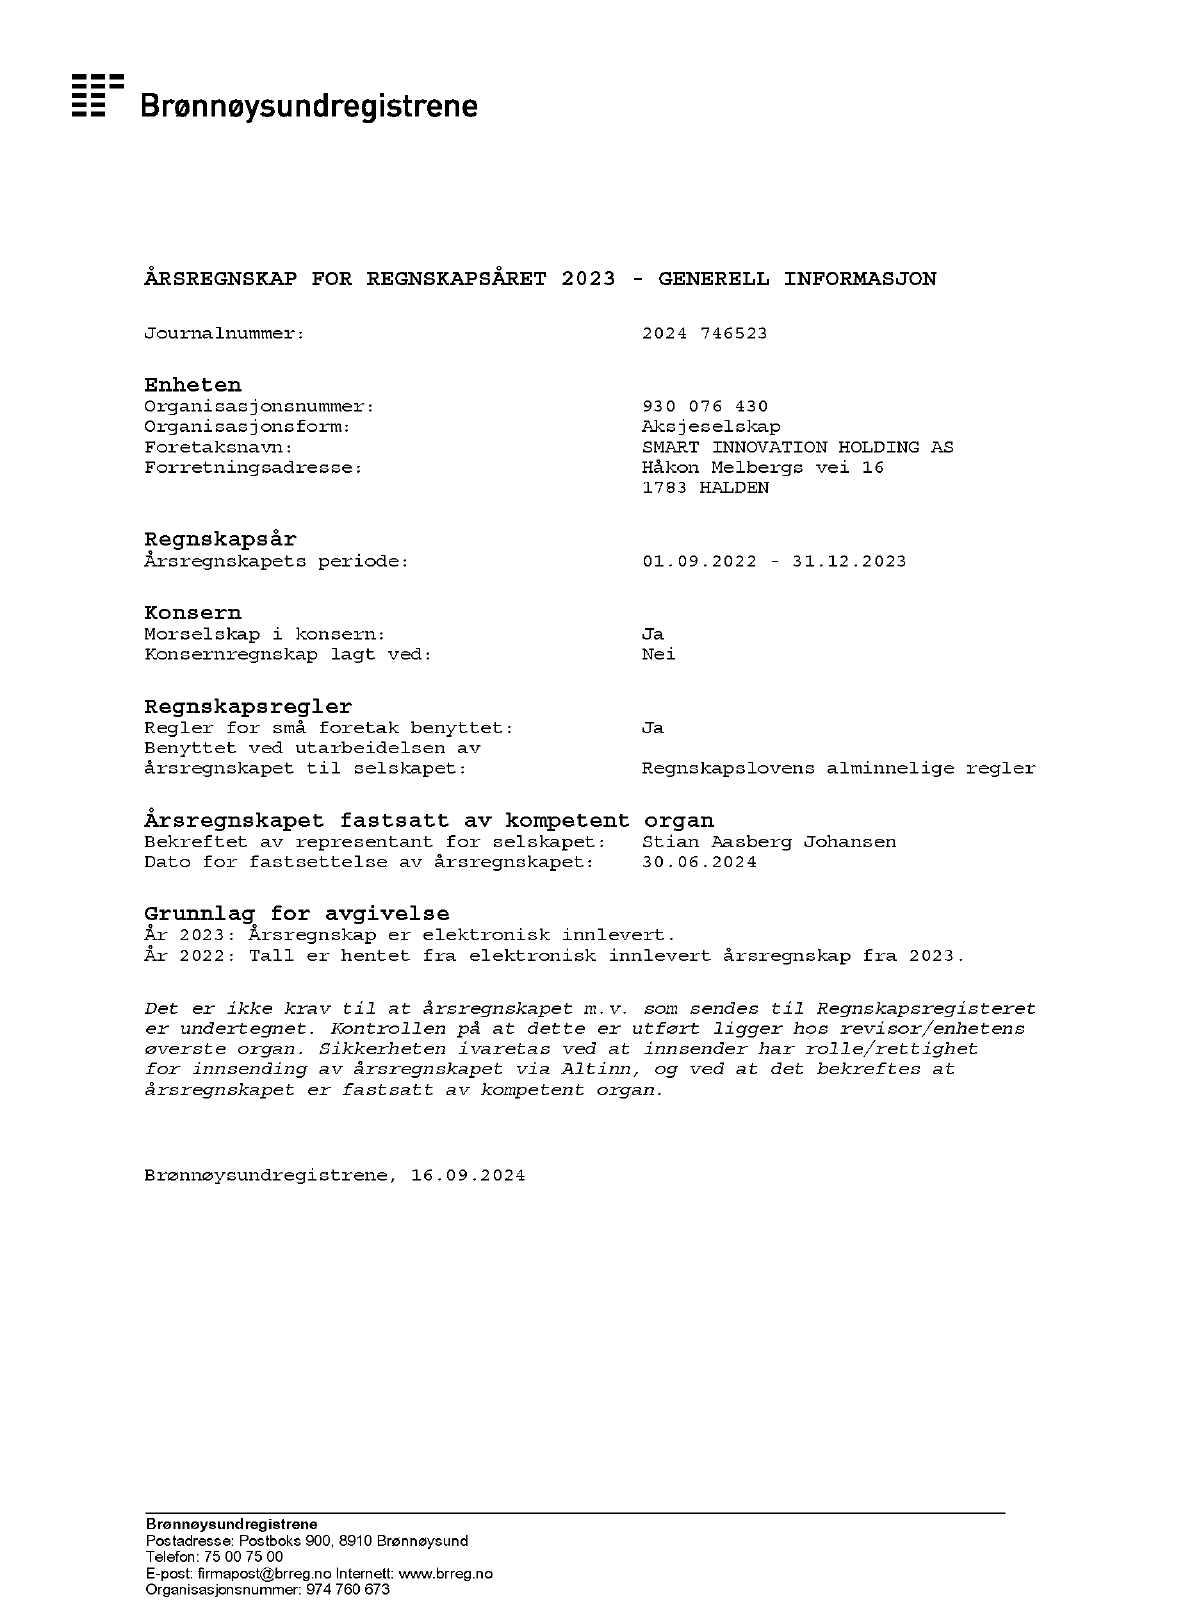 Brønnøysundregistrene
ÅRSREGNSKAP FOR REGNSKAPSÅRET 2023 - GENERELL INFORMASJON
Journalnummer: 2024 746523
Enheten
Organisasjonsnummer: 930 076 430
Organisasjonsform: Aksjeselskap
Foretaksnavn: SMART INNOVATION HOLDING AS
Forretningsadresse: Håkon Melbergs vei 16
1783 HALDEN
Regnskapsår
Årsregnskapets periode: 01.09.2022 - 31.12.2023
Konsern
Morselskap i konsern: Ja
Konsernregnskap lagt ved: Nei
Regnskapsregler
Regler for små foretak benyttet: Ja
Benyttet ved utarbeidelsen av
årsregnskapet til selskapet: Regnskapslovens alminnelige regler
Årsregnskapet fastsatt av kompetent organ
Bekreftet av representant for selskapet: Stian Aasberg Johansen
Dato for fastsettelse av årsregnskapet: 30.06.2024
Grunnlag for avgivelse
År 2023: Årsregnskap er elektronisk innlevert.
År 2022: Tall er hentet fra elektronisk innlevert årsregnskap fra 2023.
Det er ikke krav til at årsregnskapet m.v. som sendes til Regnskapsregisteret
er undertegnet. Kontrollen på at dette er utført ligger hos revisor/enhetens
øverste organ. Sikkerheten ivaretas ved at innsender har rolle/rettighet
for innsending av årsregnskapet via Altinn, og ved at det bekreftes at
årsregnskapet er fastsatt av kompetent organ.
Brønnøysundregistrene, 16.09.2024
Brønnøysundregistrene
Postadresse: Postboks 900, 8910 Brønnøysund
Telefon: 75 00 75 00
E-post: firmapost@brreg.no Internett: www.brreg.no
Organisasjonsnummer: 974 760 673